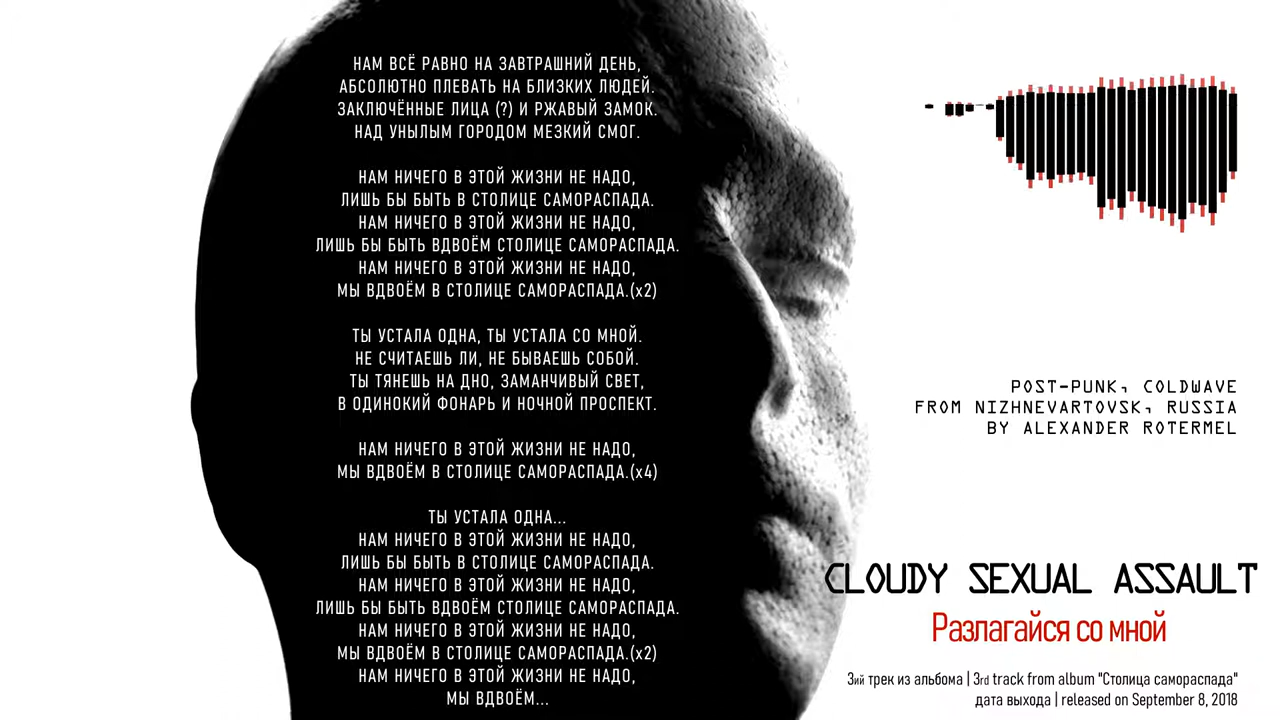 НАМ ВСЁ РАВНО НА ЗАВТРАШНИЙ ДЕНЬ,
АБСОЛЮТНО ПЛЕВАТЬ НА БЛИЗКИХ ЛЮДЕЙ.
ЗАКЛЮЧЁННЫЕ ЛИЦА (?) И РЖАВЫЙ ЗАМОК.
НАД УНЫЛЫМ ГОРОДОМ МЕЗКИЙ СМОГ.
НАМ НИЧЕГО В ЭТОЙ ЖИЗНИ НЕ НАДО,
ЛИШЬ БЫ БЫТЬ В СТОЛИЦЕ САМОРАСПАДА.
НАМ НИЧЕГО В ЭТОЙ ЖИЗНИ НЕ НАДО,
ЛИШЬ БЫ БЫТЬ ВДВОЁМ СТОЛИЦЕ САМОРАСПАДА.
НАМ НИЧЕГО В ЭТОЙ ЖИЗНИ НЕ НАДО,
МЫ ВДВОЁМ В СТОЛИЦЕ САМОРАСПАДА.(x2)
ТЫ УСТАЛА ОДНА, ТЫ УСТАЛА СО МНОЙ.
НЕ СЧИТАЕШЬ ЛИ, НЕ БЫВАЕШЬ СОБОЙ.
ТЫ ТЯНЕШЬ НА ДНО, ЗАМАНЧИВЫЙ СВЕТ,
В ОДИНОКИЙ ФОНАРЬ И НОЧНОЙ ПРОСПЕКТ.
НАМ НИЧЕГО В ЭТОЙ ЖИЗНИ НЕ НАДО,
МЫ ВДВОЁМ В СТОЛИЦЕ САМОРАСПАДА.(x4)
ТЫ УСТАЛА ОДНА...
НАМ НИЧЕГО В ЭТОЙ ЖИЗНИ НЕ НАДО,
ЛИШЬ БЫ БЫТЬ В СТОЛИЦЕ САМОРАСПАДА.
НАМ НИЧЕГО В ЭТОЙ ЖИЗНИ НЕ НАДО,
ЛИШЬ БЫ БЫТЬ ВДВОЁМ СТОЛИЦЕ САМОРАСПАДА.
НАМ НИЧЕГО В ЭТОЙ ЖИЗНИ НЕ НАДО,
МЫ ВДВОЁМ В СТОЛИЦЕ САМОРАСПАДА.(x2)
НАМ НИЧЕГО В ЭТОЙ ЖИЗНИ НЕ НАДО,
МЫ ВДВОЁМ...
POST-PUNK, COLDWAVE
FROM NIZHNEVARTOVSK, RUSSIA
BY ALEXANDER ROTERMEL
CLOUDY SEXUAL ASSAULT
Разлагайся со мной
3ий трек из альбома | 3rd track from album "Столица самораспада"
дата выхода | released on September 8, 2018